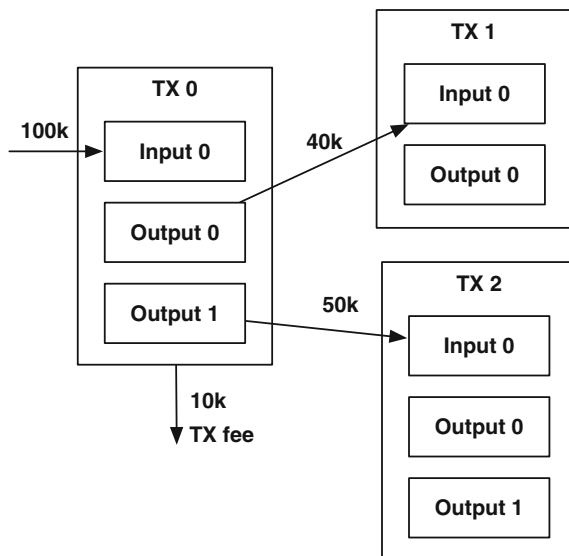 TX 0
100k
Input 0
Output 0
Output 1
10k
TX fee
40k
50k
TX 1
Input 0
Output 0
TX 2
Input 0
Output 0
Output 1